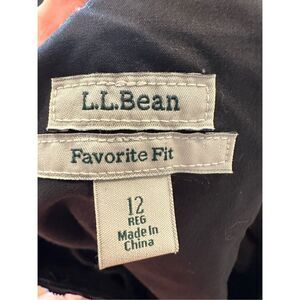 L.L.Bean
Favorite Fit
12
REG
Made in
China